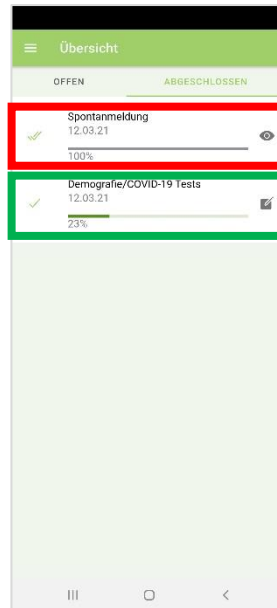 Übersicht
OFFEN ABGESCHLOSSEN
Spontanmeldung
12.03.21
100%
Demografie/COVID-19 Tests
12.03.21
23%